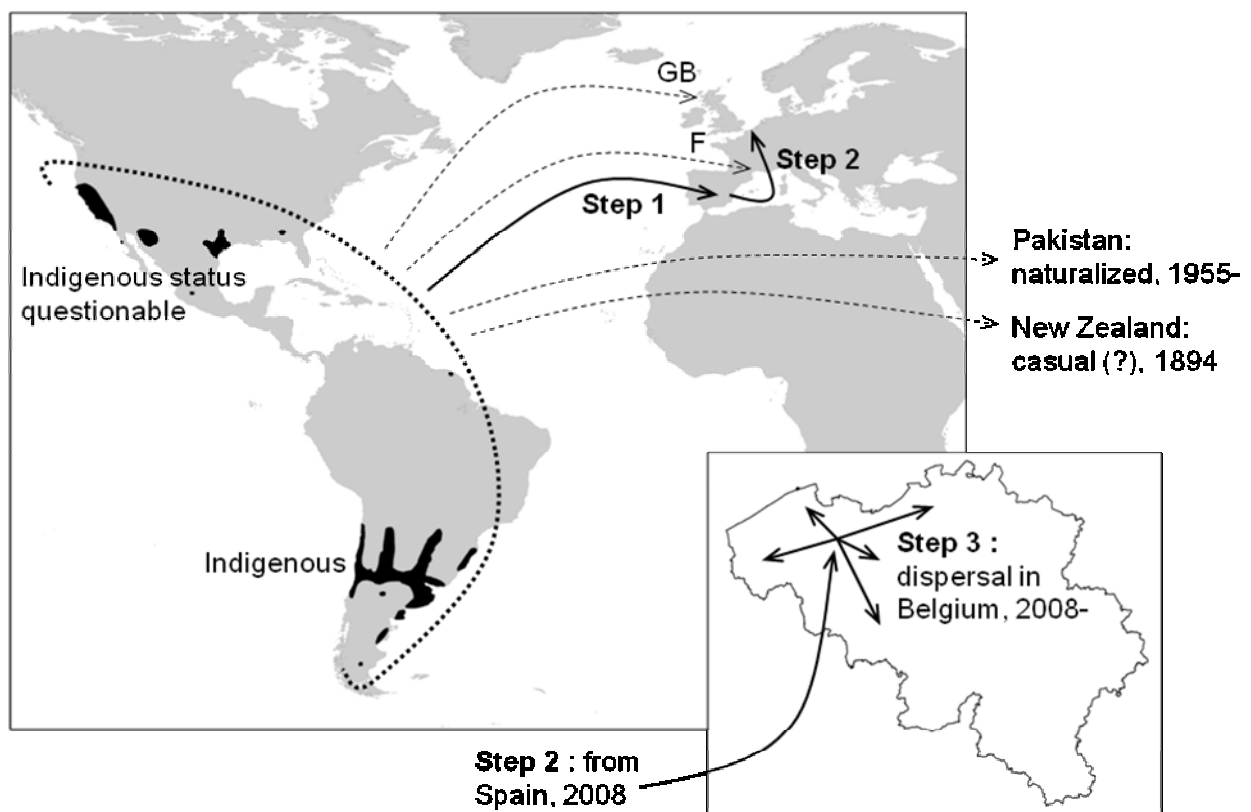 GB
F
Step 2
Step 1
Pakistan:
naturalized, 1955-
New Zealand:
casual (?), 1894
Indigenous status
questionable
Indigenous
Step 3 :
dispersal in
Belgium, 2008-
Step 2 : from
Spain, 2008